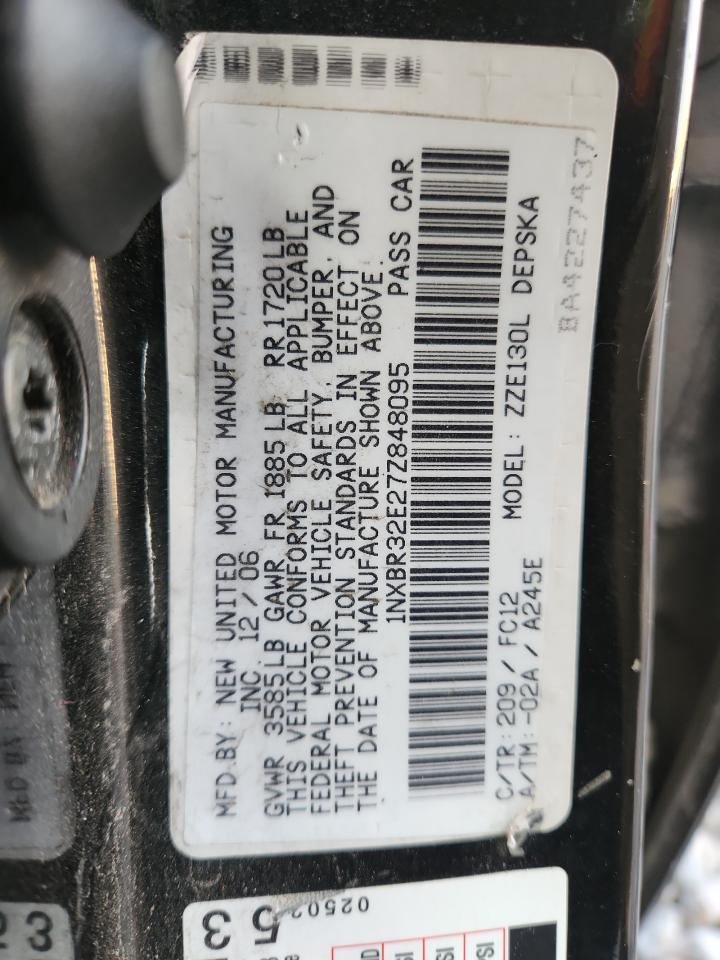 MFD.BY: NEW UNITED MOTOR MANUFACTURING
INC. 12/06
GVWR 3585LB GAWR FR 1885LB RR1720LB
THIS VEHICLE CONFORMS TO ALL APPLICABLE
FEDERAL MOTOR VEHICLE SAFETY, BUMPER, AND
THEFT PREVENTION STANDARDS IN EFFECT ON
THE DATE OF MANUFACTURE SHOWN ABOVE.
1NXBR32E27Z848095 PASS CAR
C/TR:209/FC12 MODEL: ZZE130L DEPSKA
A/TM:-02A/A245E
BA4227437
02502